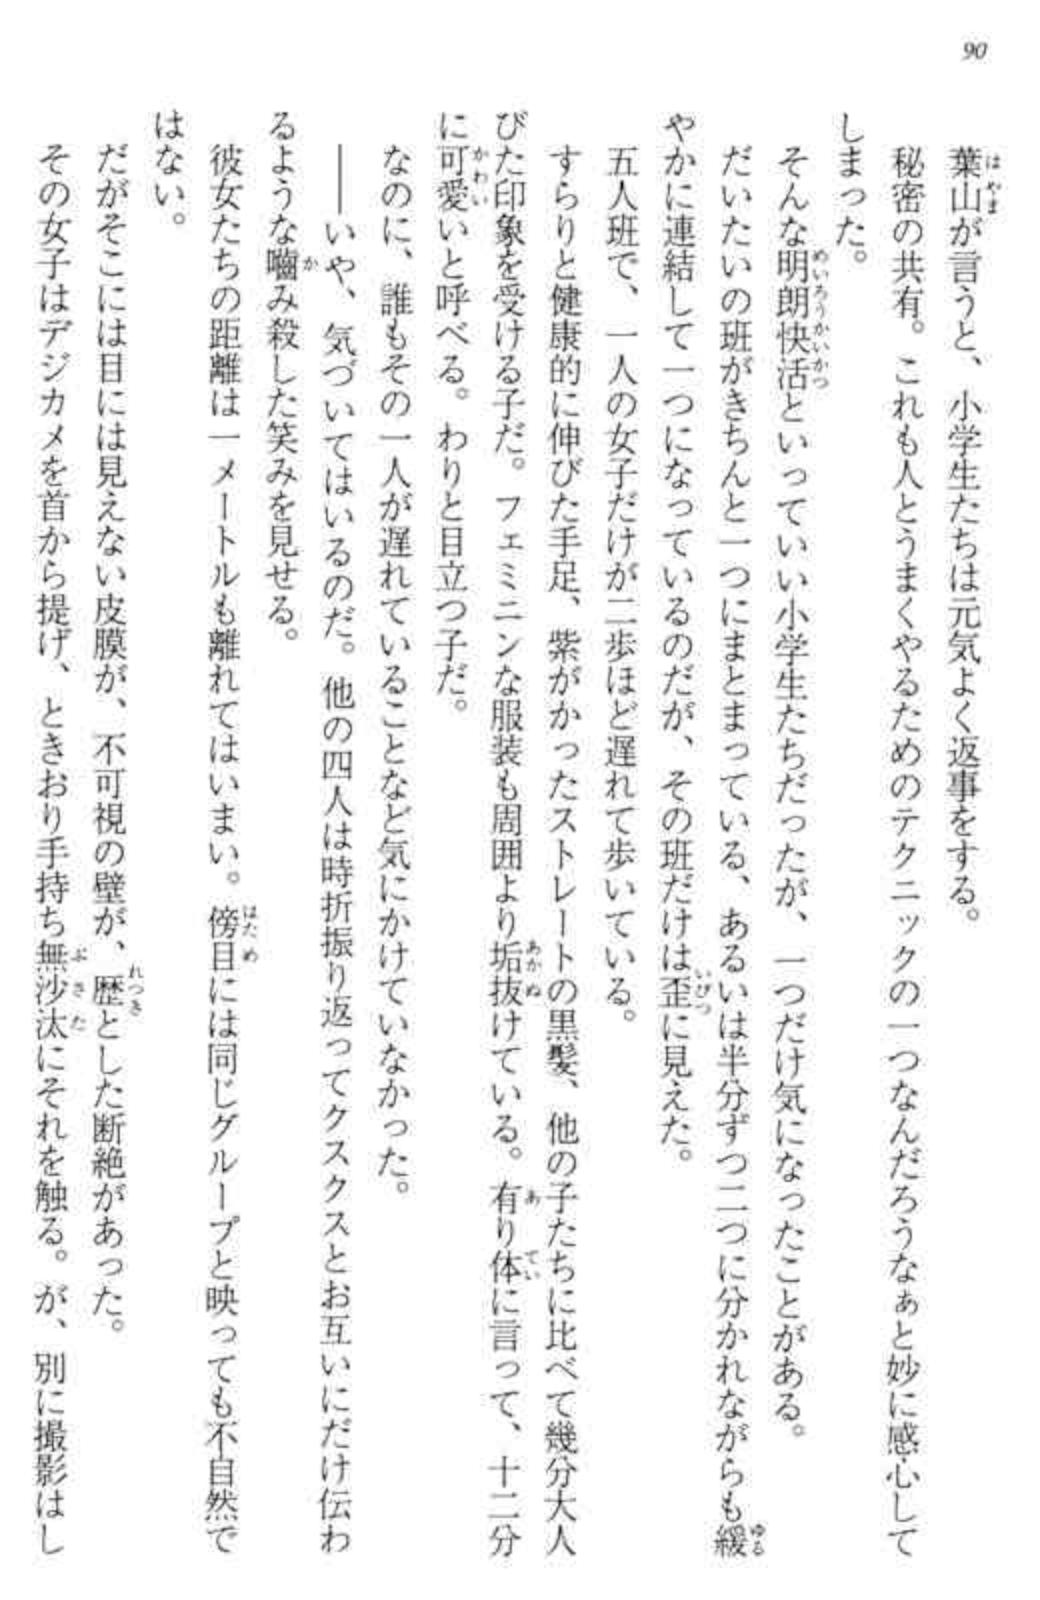 90
葉山が言うと、小学生たちは元気よく返事をする。
秘密の共有。これも人とうまくやるためのテクニックの一つなんだろうなぁと妙に感心して
しまった。
そんな明朗快活といっていい小学生たちだったが、一つだけ気になったことがある。
だいたいの班がきちんと一つにまとまっている、あるいは半分ずつ二つに分かれながらも緩
やかに連結して一つになっているのだが、その班だけは歪に見えた。
五人班で、一人の女子だけが二歩ほど遅れて歩いている。
すらりと健康的に伸びた手足、紫がかったストレートの黒髪、他の子たちに比べて幾分大人
びた印象を受ける子だ。フェミニンな服装も周囲より垢抜けている。有り体に言って、十二分
に可愛いと呼べる。わりと目立つ子だ。
なのに、誰もその一人が遅れていることなど気にかけていなかった。
――いや、気づいてはいるのだ。他の四人は時折振り返ってクスクスとお互いにだけ伝わ
るような嚙み殺した笑みを見せる。
彼女たちの距離は一メートルも離れてはいまい。傍目には同じグループと映っても不自然で
はない。
だがそこには目には見えない皮膜が、不可視の壁が、歴とした断絶があった。
その女子はデジカメを首から提げ、ときおり手持ち無沙汰にそれを触る。が、別に撮影はし